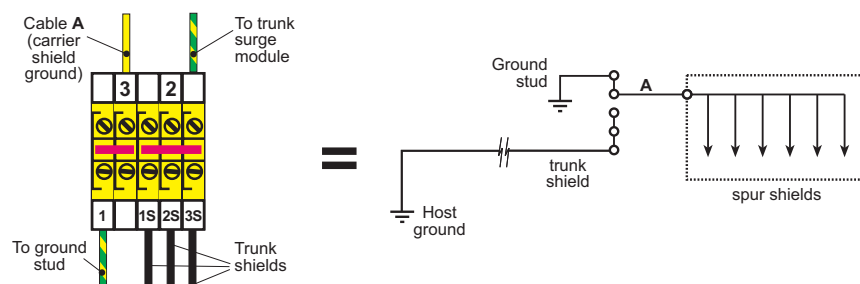 Cable A
(carrier
shield
ground)
To trunk
surge
module
3 2
1 1S 2S 3S
To ground
stud
Trunk
shields
=
Ground
stud
A
trunk
shield
Host
ground
spur shields